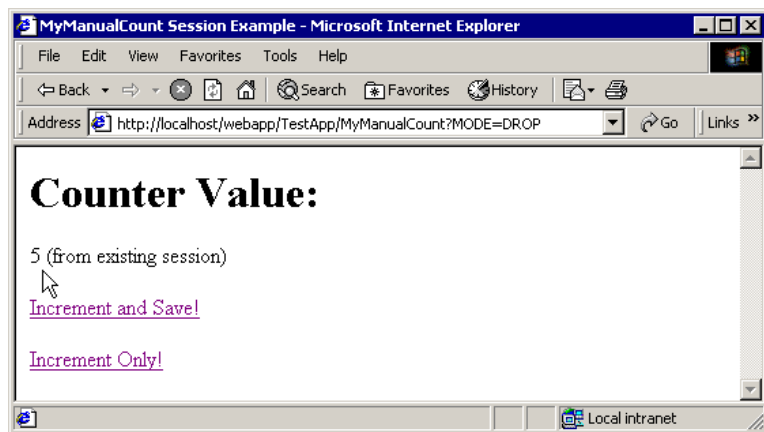 MyManualCount Session Example - Microsoft Internet Explorer
File Edit View Favorites Tools Help
Back Search Favorites History
Address http://localhost/webapp/TestApp/MyManualCount?MODE=DROP Go Links »
Counter Value:
5 (from existing session)
Increment and Save!
Increment Only!
Local intranet